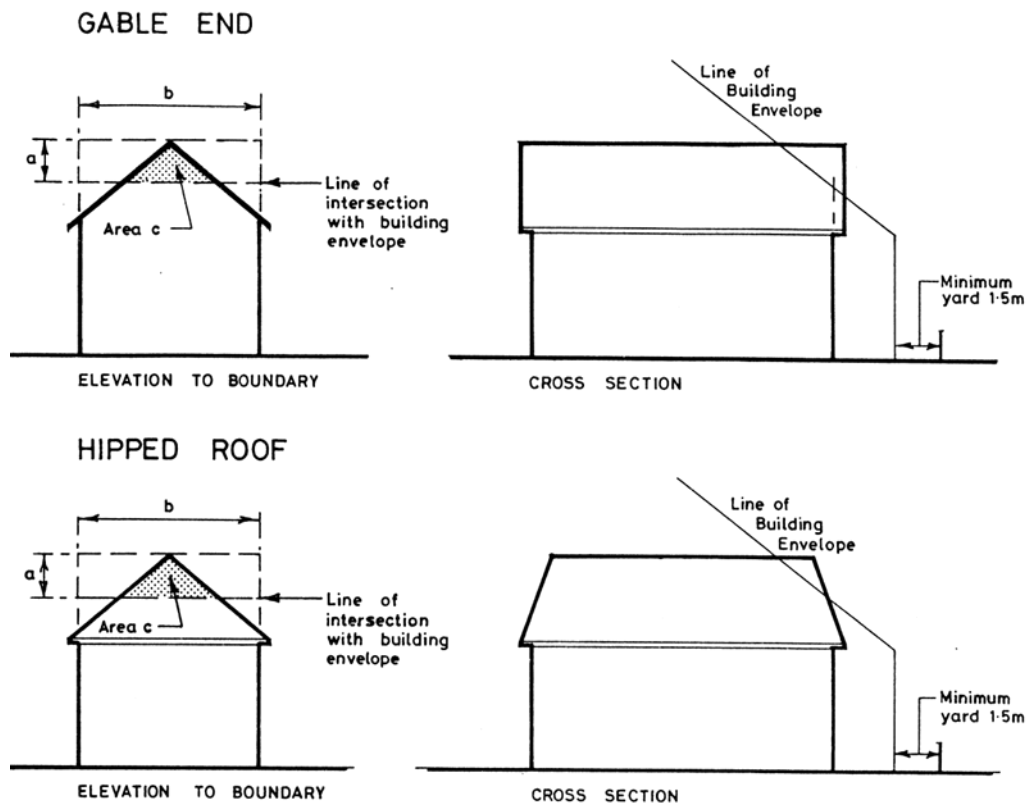 GABLE END
b
a
Area c
Line of
intersection
with building
envelope
ELEVATION TO BOUNDARY
Line of
Building
Envelope
Minimum
yard 1·5m
CROSS SECTION
HIPPED ROOF
b
a
Area c
Line of
intersection
with building
envelope
ELEVATION TO BOUNDARY
Line of
Building
Envelope
Minimum
yard 1·5m
CROSS SECTION